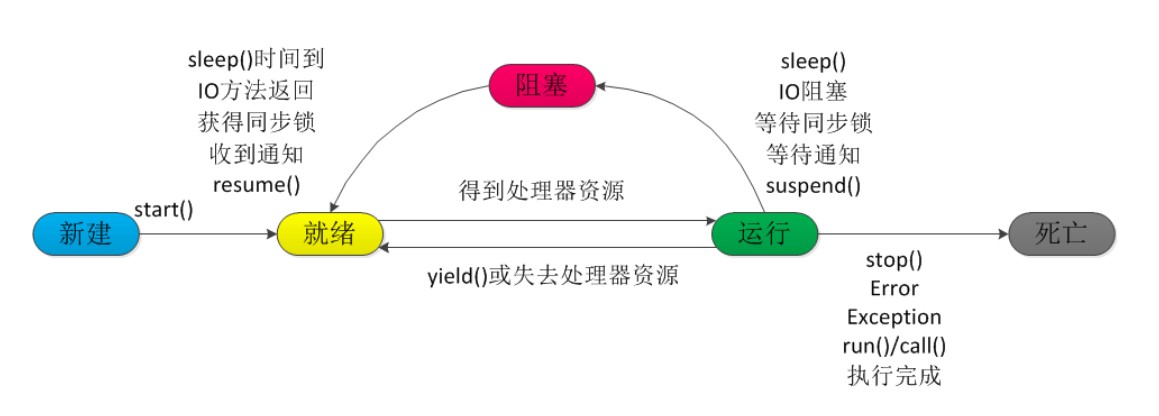 sleep()时间到
IO方法返回
获得同步锁
收到通知
resume()
阻塞
sleep()
IO阻塞
等待同步锁
等待通知
suspend()
start()
得到处理器资源
新建
就绪
运行
死亡
yield()或失去处理器资源
stop()
Error
Exception
run()/call()
执行完成